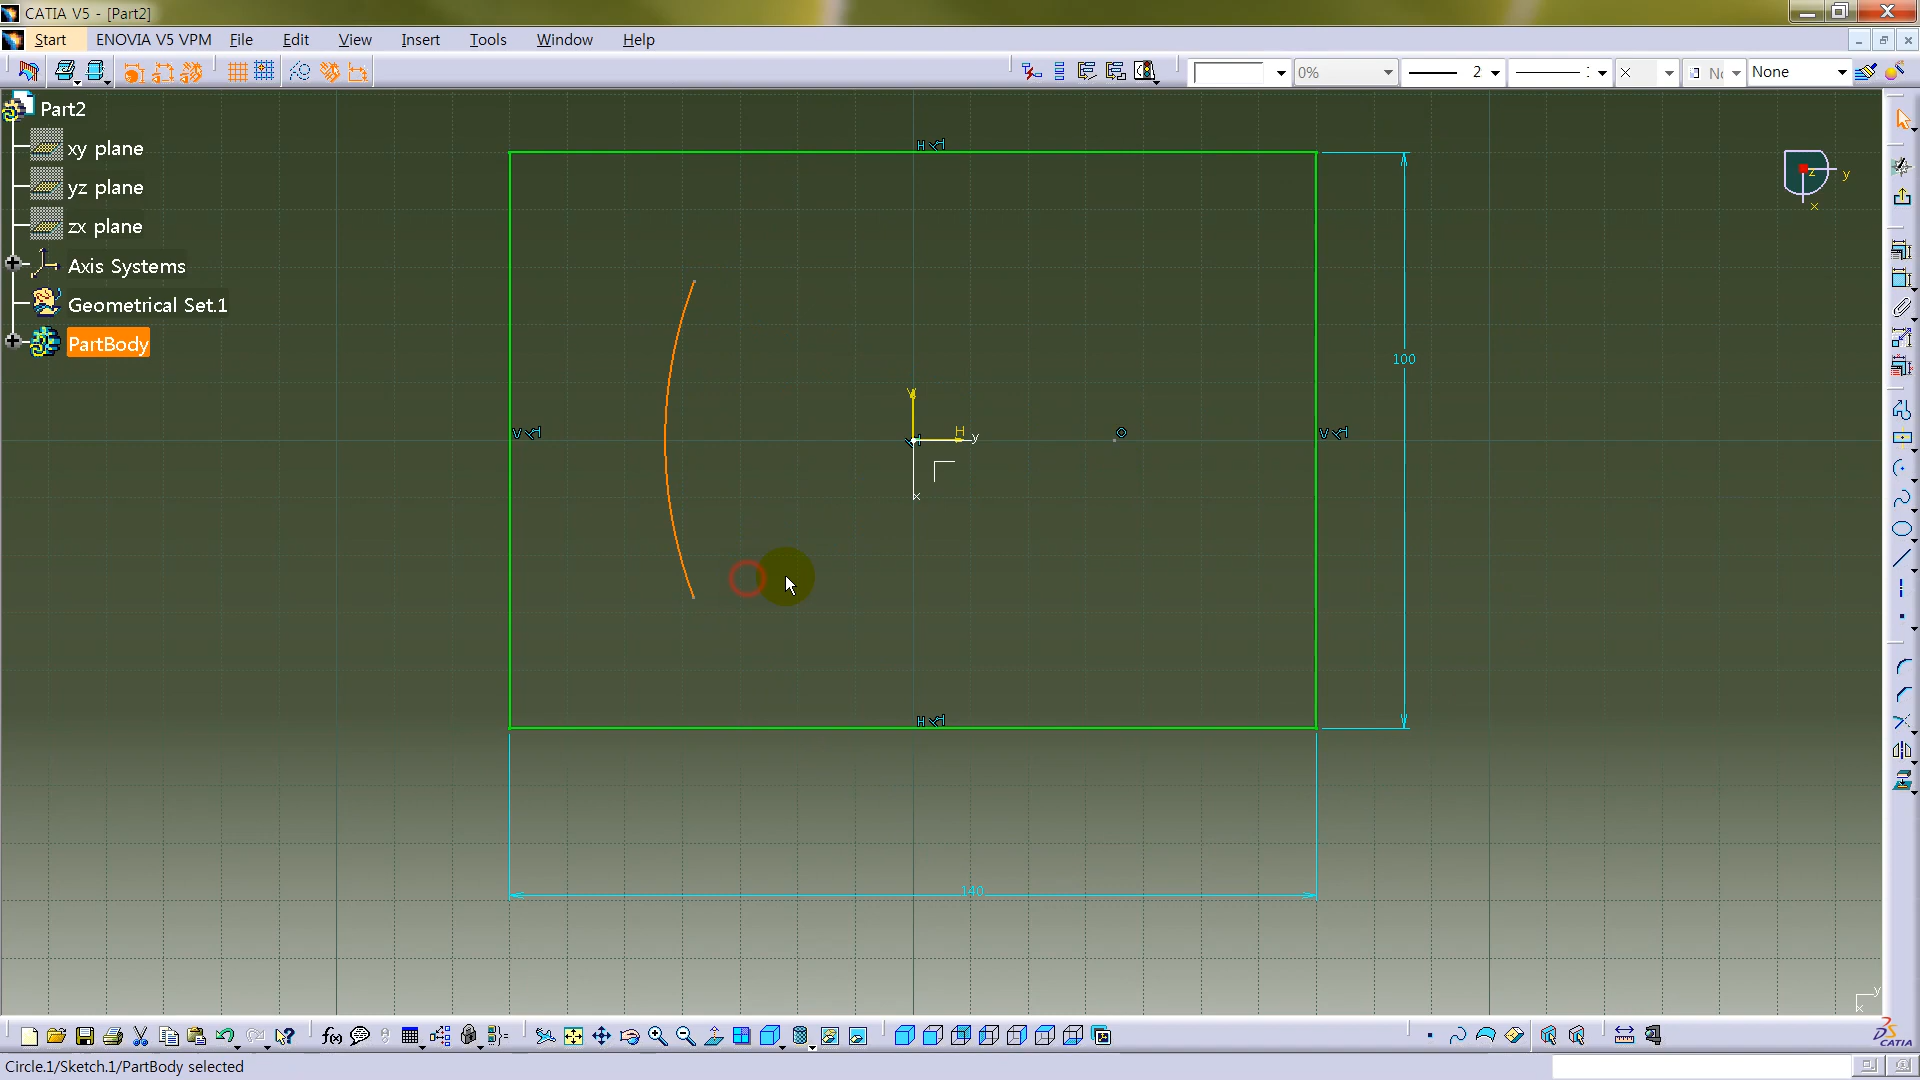 CATIA V5 - [Part2]
Start ENOVIA V5 VPM File Edit View Insert Tools Window Help
0% 2 : None
Part2
xy plane
yz plane
zx plane
Axis Systems
Geometrical Set.1
PartBody
H
z y
x
100
V
V
H
y
V
x
H
140
y
x
CATIA
Circle.1/Sketch.1/PartBody selected